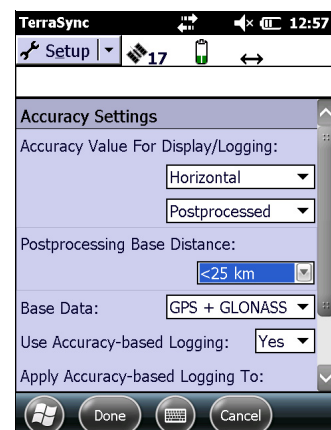 TerraSync 12:57
Setup 17
Accuracy Settings
Accuracy Value For Display/Logging:
Horizontal
Postprocessed
Postprocessing Base Distance:
<25 km
Base Data: GPS + GLONASS
Use Accuracy-based Logging: Yes
Apply Accuracy-based Logging To:
Done Cancel